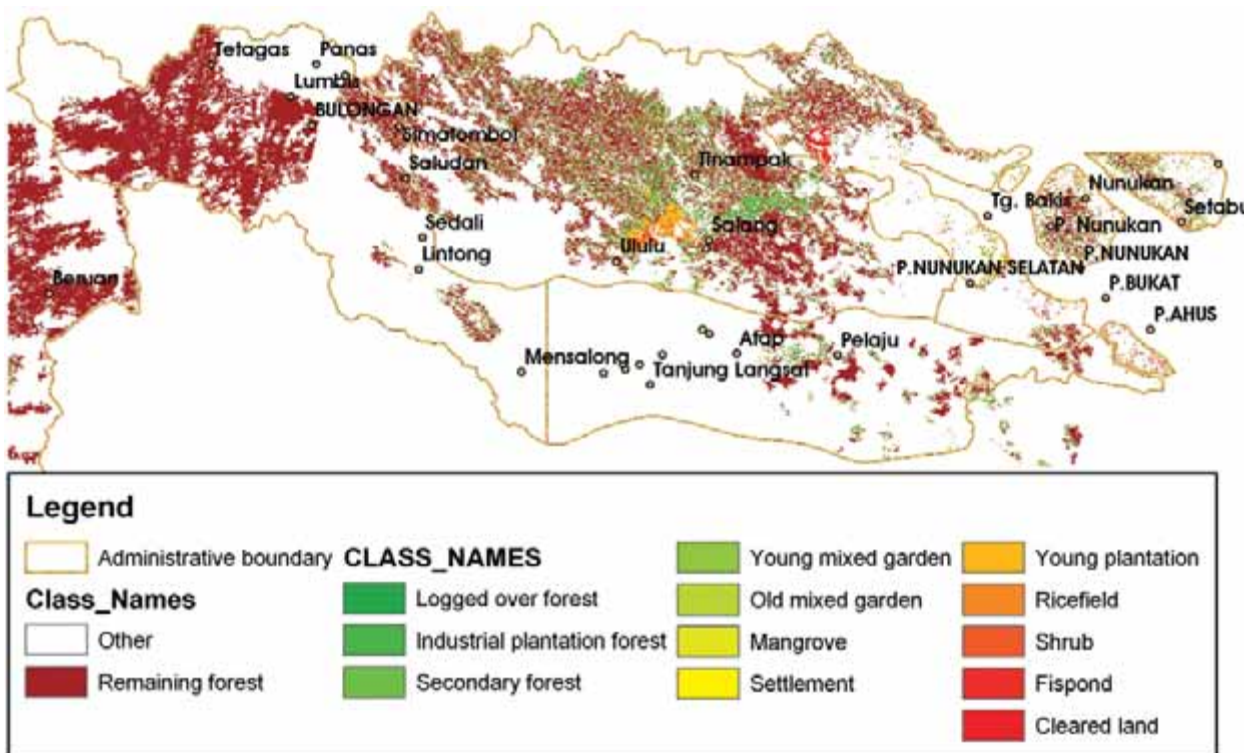 Tetagas
Panas
Lumbis
BULONGAN
Simatombol
Saludan
Tinampak
Nunukan
Tg. Bakis
Setabu
P. Nunukan
Sedali
Salang
Ululu
P.NUNUKAN
Lintong
P.NUNUKAN SELATAN
Beruan
P.BUKAT
P.AHUS
Atap
Pelaju
Mensalong
Tanjung Langsat
Legend
Administrative boundary
Class_Names
Other
Remaining forest
CLASS_NAMES
Logged over forest
Industrial plantation forest
Secondary forest
Young mixed garden
Old mixed garden
Mangrove
Settlement
Young plantation
Ricefield
Shrub
Fispond
Cleared land